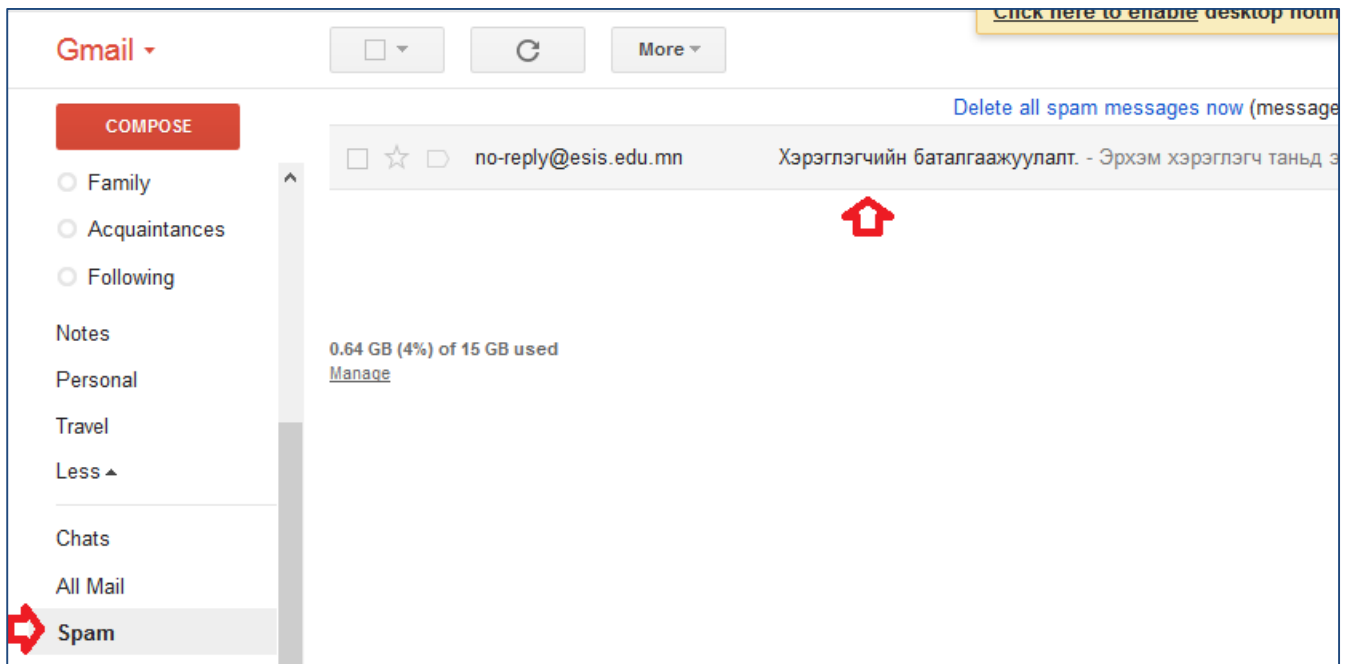 Click here to enable desktop notin
Gmail
More
Delete all spam messages now (message
COMPOSE
no-reply@esis.edu.mn Хэрэглэгчийн баталгаажуулалт. - Эрхэм хэрэглэгч таньд э
Family
Acquaintances
Following
Notes
0.64 GB (4%) of 15 GB used
Personal
Manage
Travel
Less
Chats
All Mail
Spam